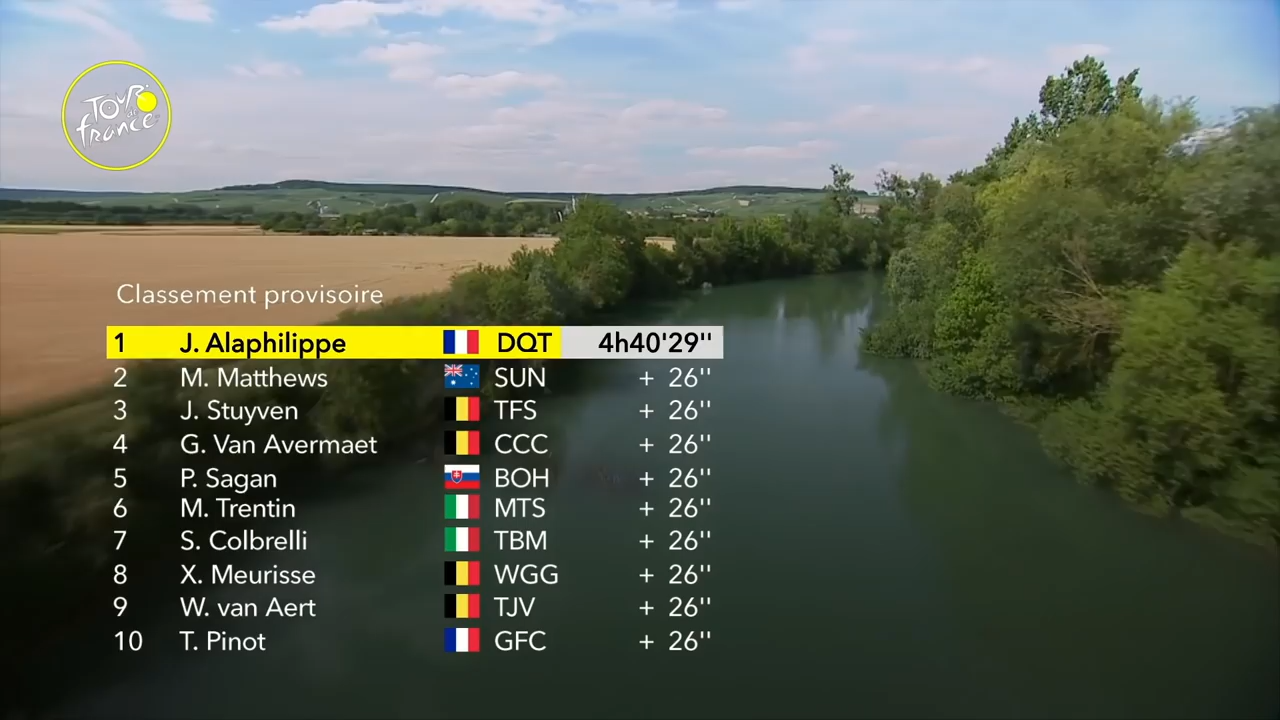 TOUR
de
france
Classement provisoire
1 J. Alaphilippe DQT 4h40'29''
2 M. Matthews SUN + 26''
3 J. Stuyven TFS + 26''
4 G. Van Avermaet CCC + 26''
5 P. Sagan BOH + 26''
6 M. Trentin MTS + 26''
7 S. Colbrelli TBM + 26''
8 X. Meurisse WGG + 26''
9 W. van Aert TJV + 26''
10 T. Pinot GFC + 26''